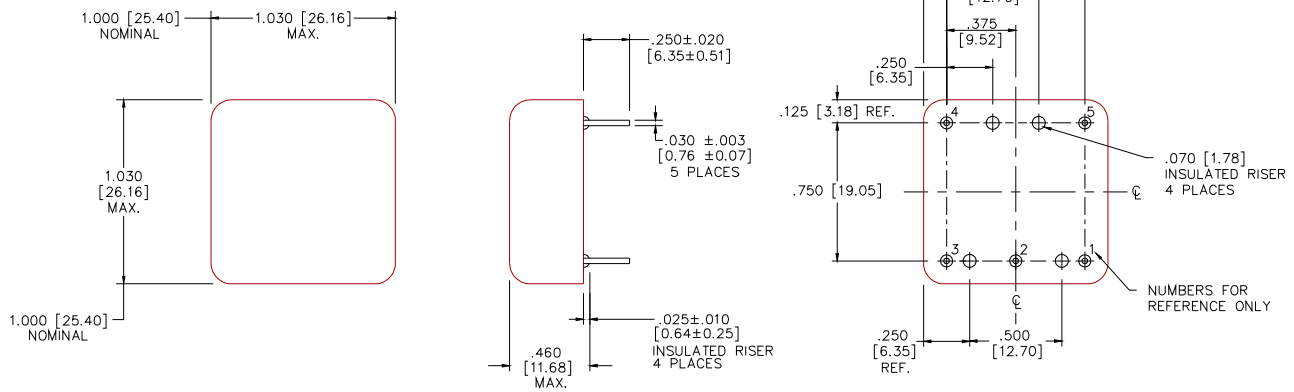 1.000 [25.40]
NOMINAL
1.030 [26.16]
MAX.
1.030
[26.16]
MAX.
1.000 [25.40]
NOMINAL
.250±.020
[6.35±0.51]
.030 ±.003
[0.76 ±0.07]
5 PLACES
.025±.010
[0.64±0.25]
INSULATED RISER
4 PLACES
.460
[11.68]
MAX.
.375
[9.52]
.250
[6.35]
.125 [3.18] REF.
4
5
.070 [1.78]
INSULATED RISER
4 PLACES
.750 [19.05]
℄
3
2
1
NUMBERS FOR
REFERENCE ONLY
℄
.250
[6.35]
REF.
.500
[12.70]